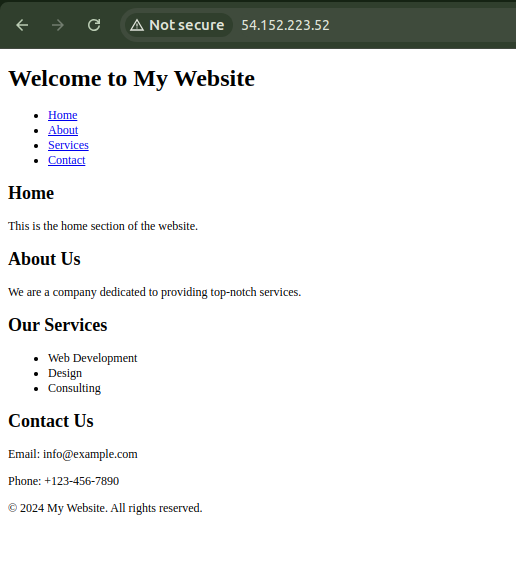 Not secure 54.152.223.52
Welcome to My Website
Home
About
Services
Contact
Home
This is the home section of the website.
About Us
We are a company dedicated to providing top-notch services.
Our Services
Web Development
Design
Consulting
Contact Us
Email: info@example.com
Phone: +123-456-7890
© 2024 My Website. All rights reserved.